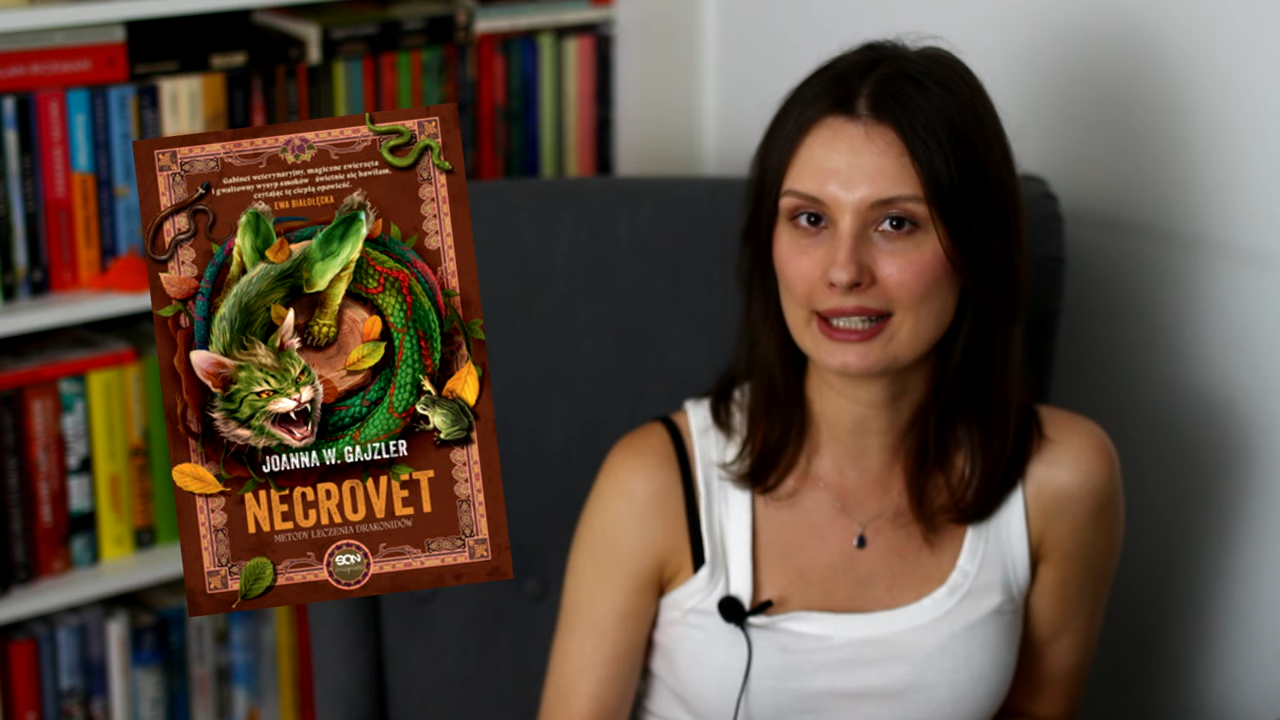 Gabinet weterynaryjny, magiczne zwierzęta
i gwałtowny wysyp smoków - świetnie się bawiłam,
czytając tę ciepłą opowieść.
EWA BIAŁOŁĘCKA
JOANNA W. GAJZLER
NECROVET
METODY LECZENIA DRAKONIDÓW
SQN